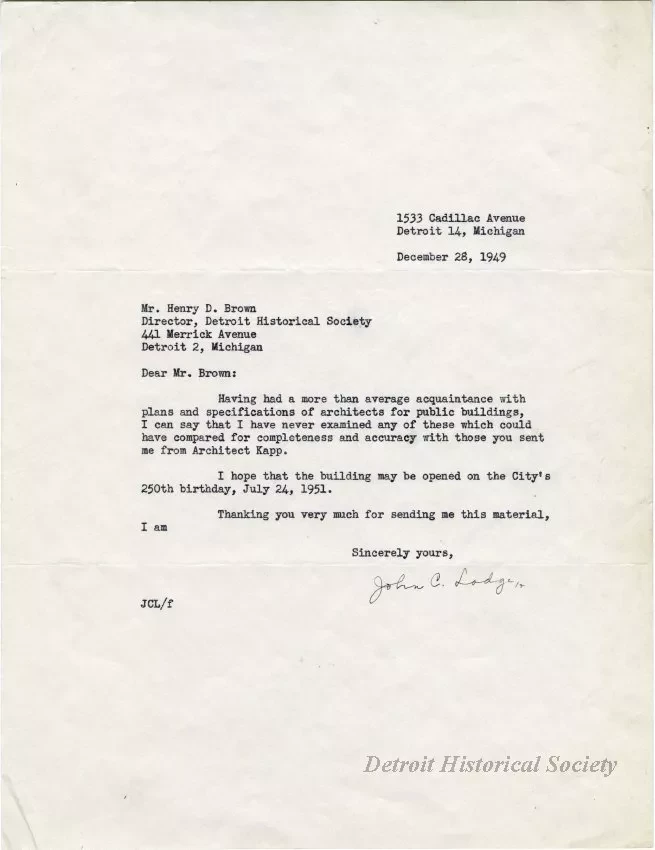 1533 Cadillac Avenue
Detroit 14, Michigan
December 28, 1949
Mr. Henry D. Brown
Director, Detroit Historical Society
441 Merrick Avenue
Detroit 2, Michigan
Dear Mr. Brown:
Having had a more than average acquaintance with
plans and specifications of architects for public buildings,
I can say that I have never examined any of these which could
have compared for completeness and accuracy with those you sent
me from Architect Kapp.
I hope that the building may be opened on the City's
250th birthday, July 24, 1951.
Thanking you very much for sending me this material,
I am
Sincerely yours,
John C. Lodge
JCL/f
Detroit Historical Society